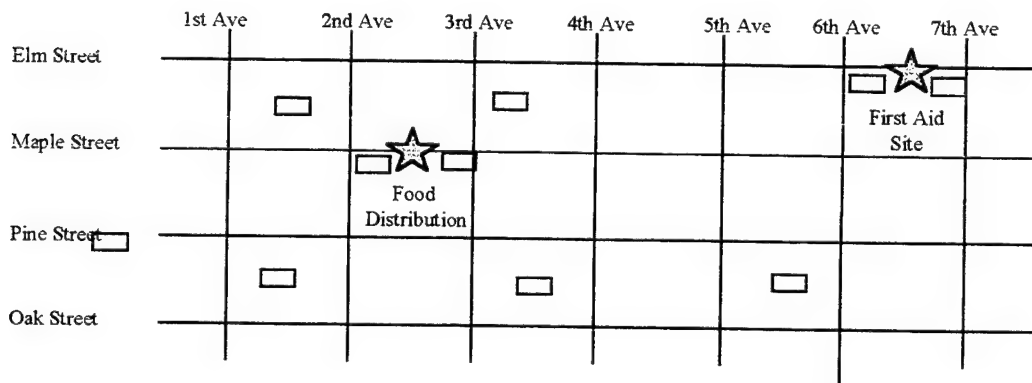 1st Ave 2nd Ave 3rd Ave 4th Ave 5th Ave 6th Ave 7th Ave
Elm Street
First Aid
Site
Maple Street
Food
Distribution
Pine Street
Oak Street